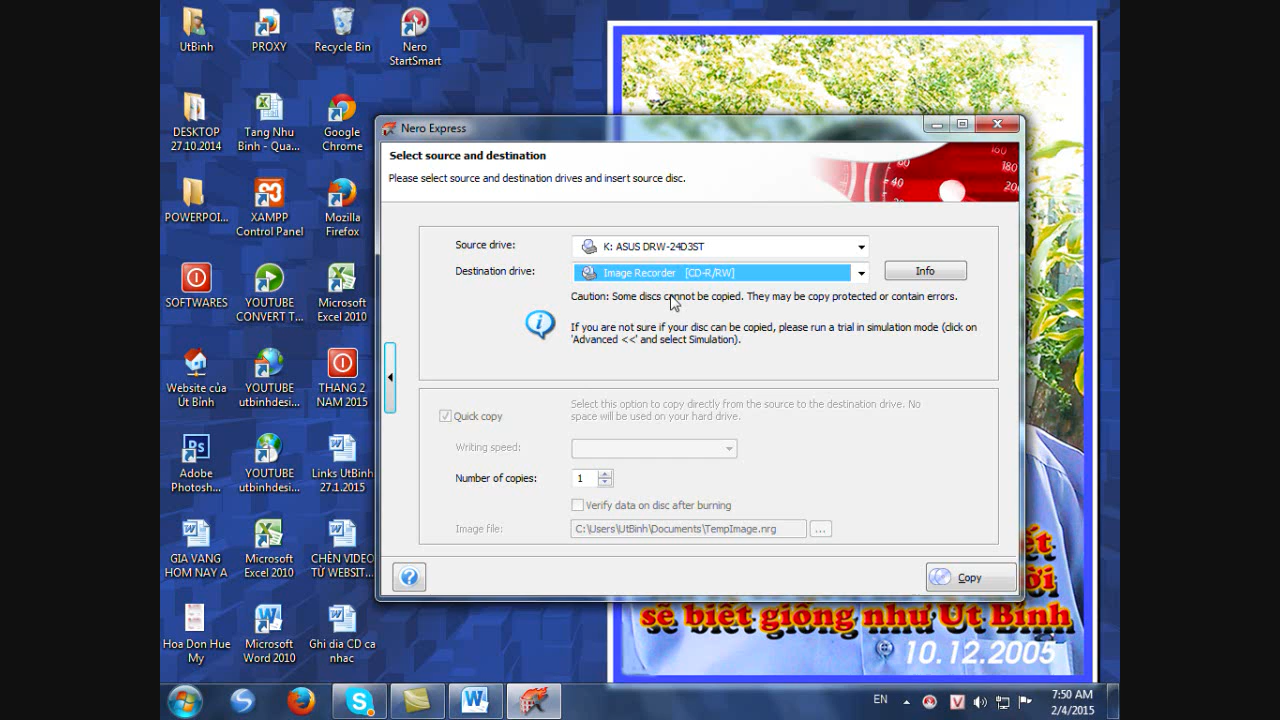 UtBinh
PROXY
Recycle Bin
Nero
StartSmart
DESKTOP
27.10.2014
Tang Nhu
Binh - Qua...
Google
Chrome
POWERPOI...
XAMPP
Control Panel
Mozilla
Firefox
SOFTWARES
YOUTUBE
CONVERT T...
Microsoft
Excel 2010
Website của
Út Bỉnh
YOUTUBE
utbinhdesi...
THANG 2
NAM 2015
Adobe
Photosh...
YOUTUBE
utbinhdesi...
Links UtBinh
27.1.2015
GIA VANG
HOM NAY A
Microsoft
Excel 2010
CHÈN VIDEO
TỪ WEBSIT...
Hoa Don Hue
My
Microsoft
Word 2010
Ghi dia CD ca
nhac
Nero Express
Select source and destination
Please select source and destination drives and insert source disc.
Source drive:
K: ASUS DRW-24D3ST
Destination drive:
Image Recorder [CD-R/RW]
Info
Caution: Some discs cannot be copied. They may be copy protected or contain errors.
If you are not sure if your disc can be copied, please run a trial in simulation mode (click on
'Advanced <<' and select Simulation).
Quick copy
Select this option to copy directly from the source to the destination drive. No
space will be used on your hard drive.
Writing speed:
Number of copies:
1
Verify data on disc after burning
Image file:
C:\Users\UtBinh\Documents\TempImage.nrg
...
Copy
sẽ biết giống như Út Bỉnh
10.12.2005
EN
7:50 AM
2/4/2015